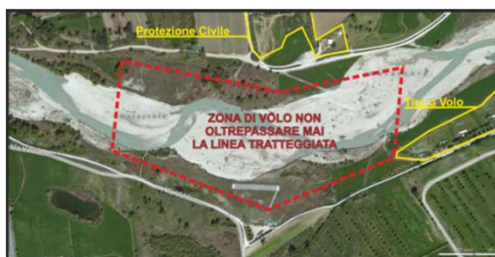 Protezione Civile
Tiro a Volo
ZONA DI VOLO NON
OLTREPASSARE MAI
LA LINEA TRATTEGGIATA